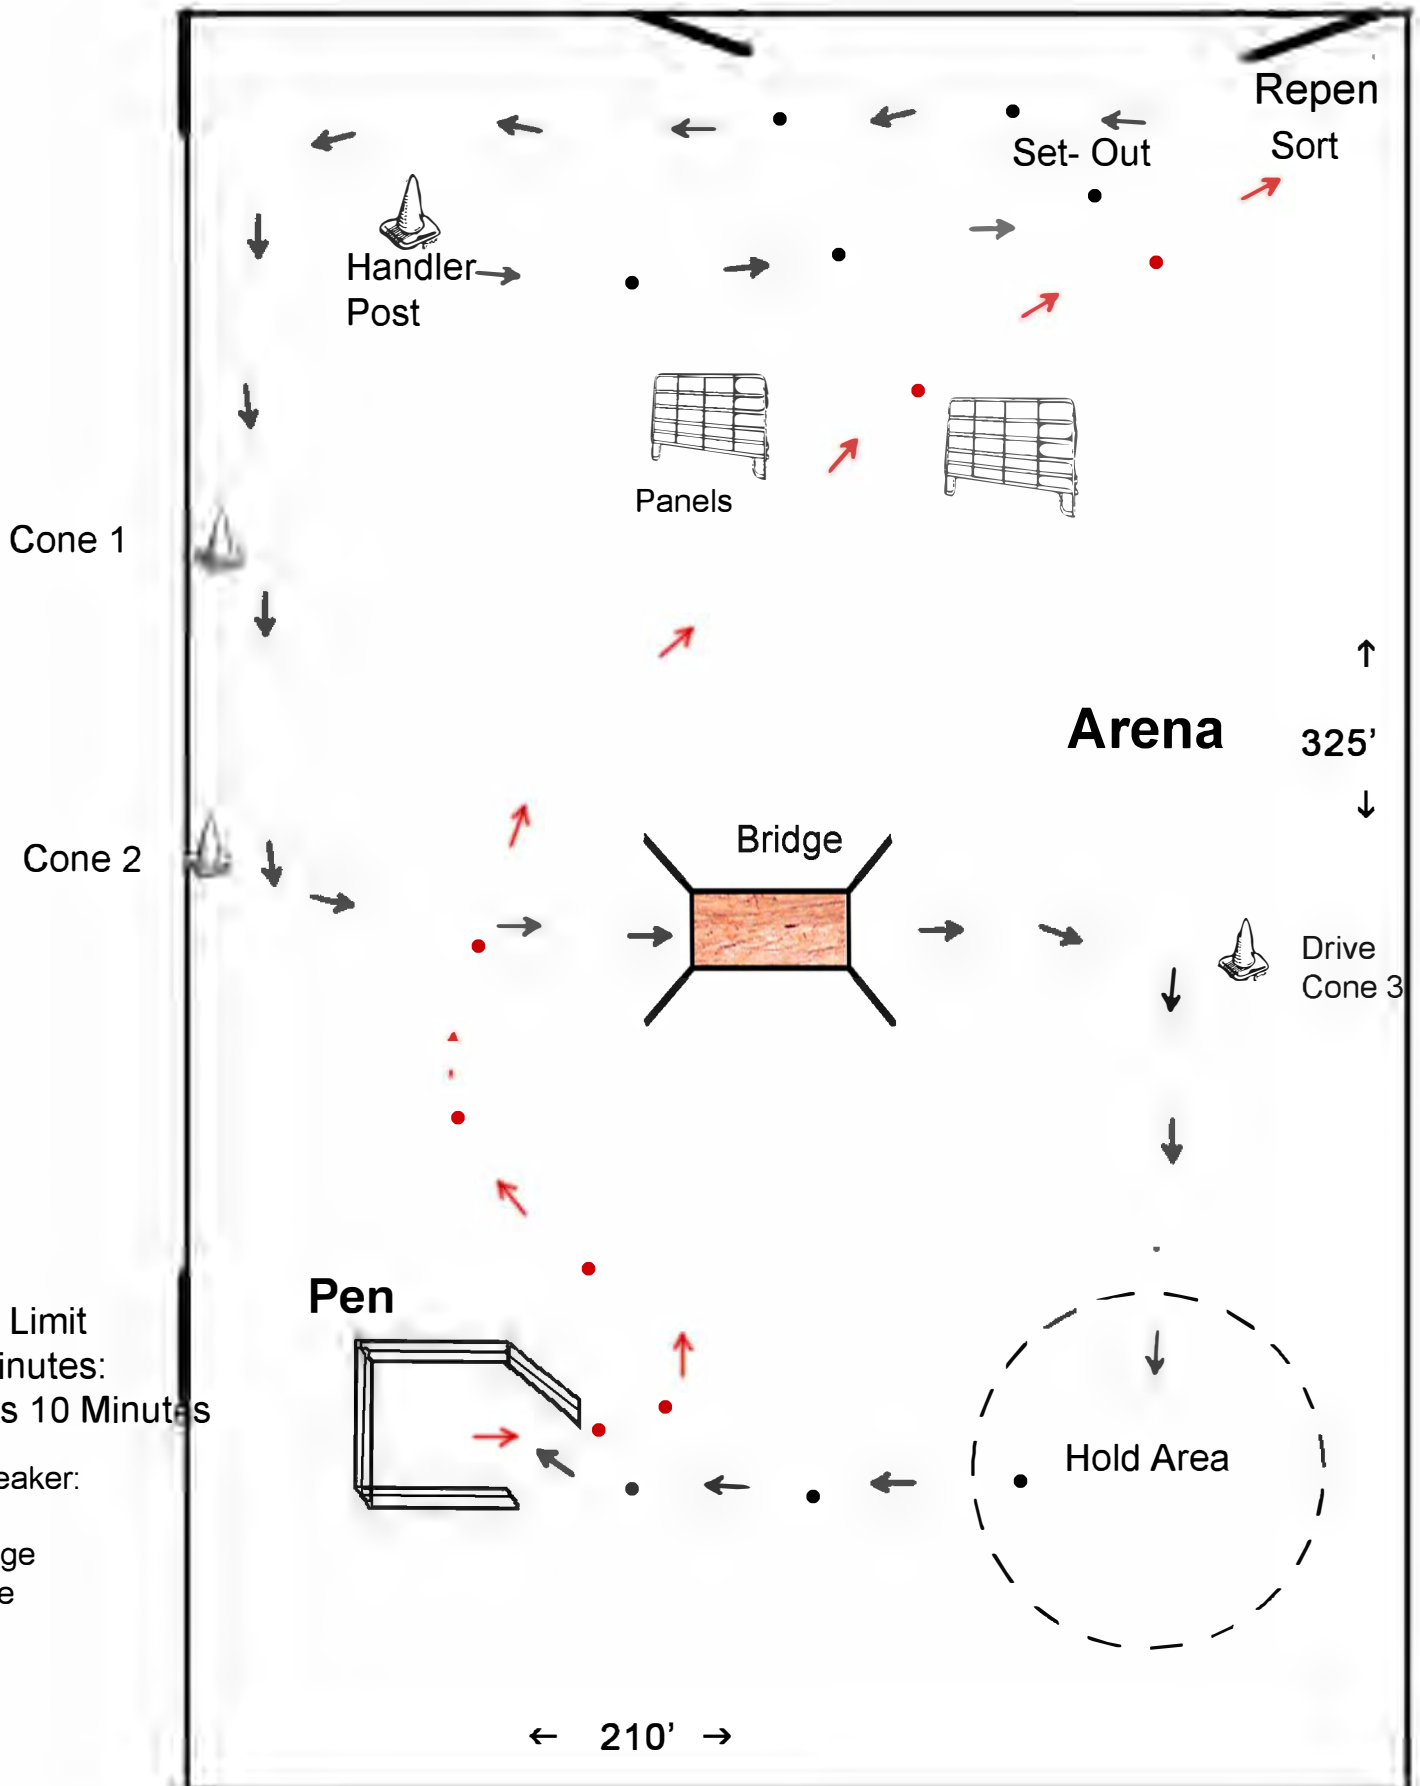 Repen
Sort
Set- Out
Handler
Post
Panels
Cone 1
Arena
325’
Bridge
Cone 2
Drive
Cone 3
Pen
Limit
inutes:
s 10 Minutes
eaker:
Hold Area
ge
e
← 210’ →